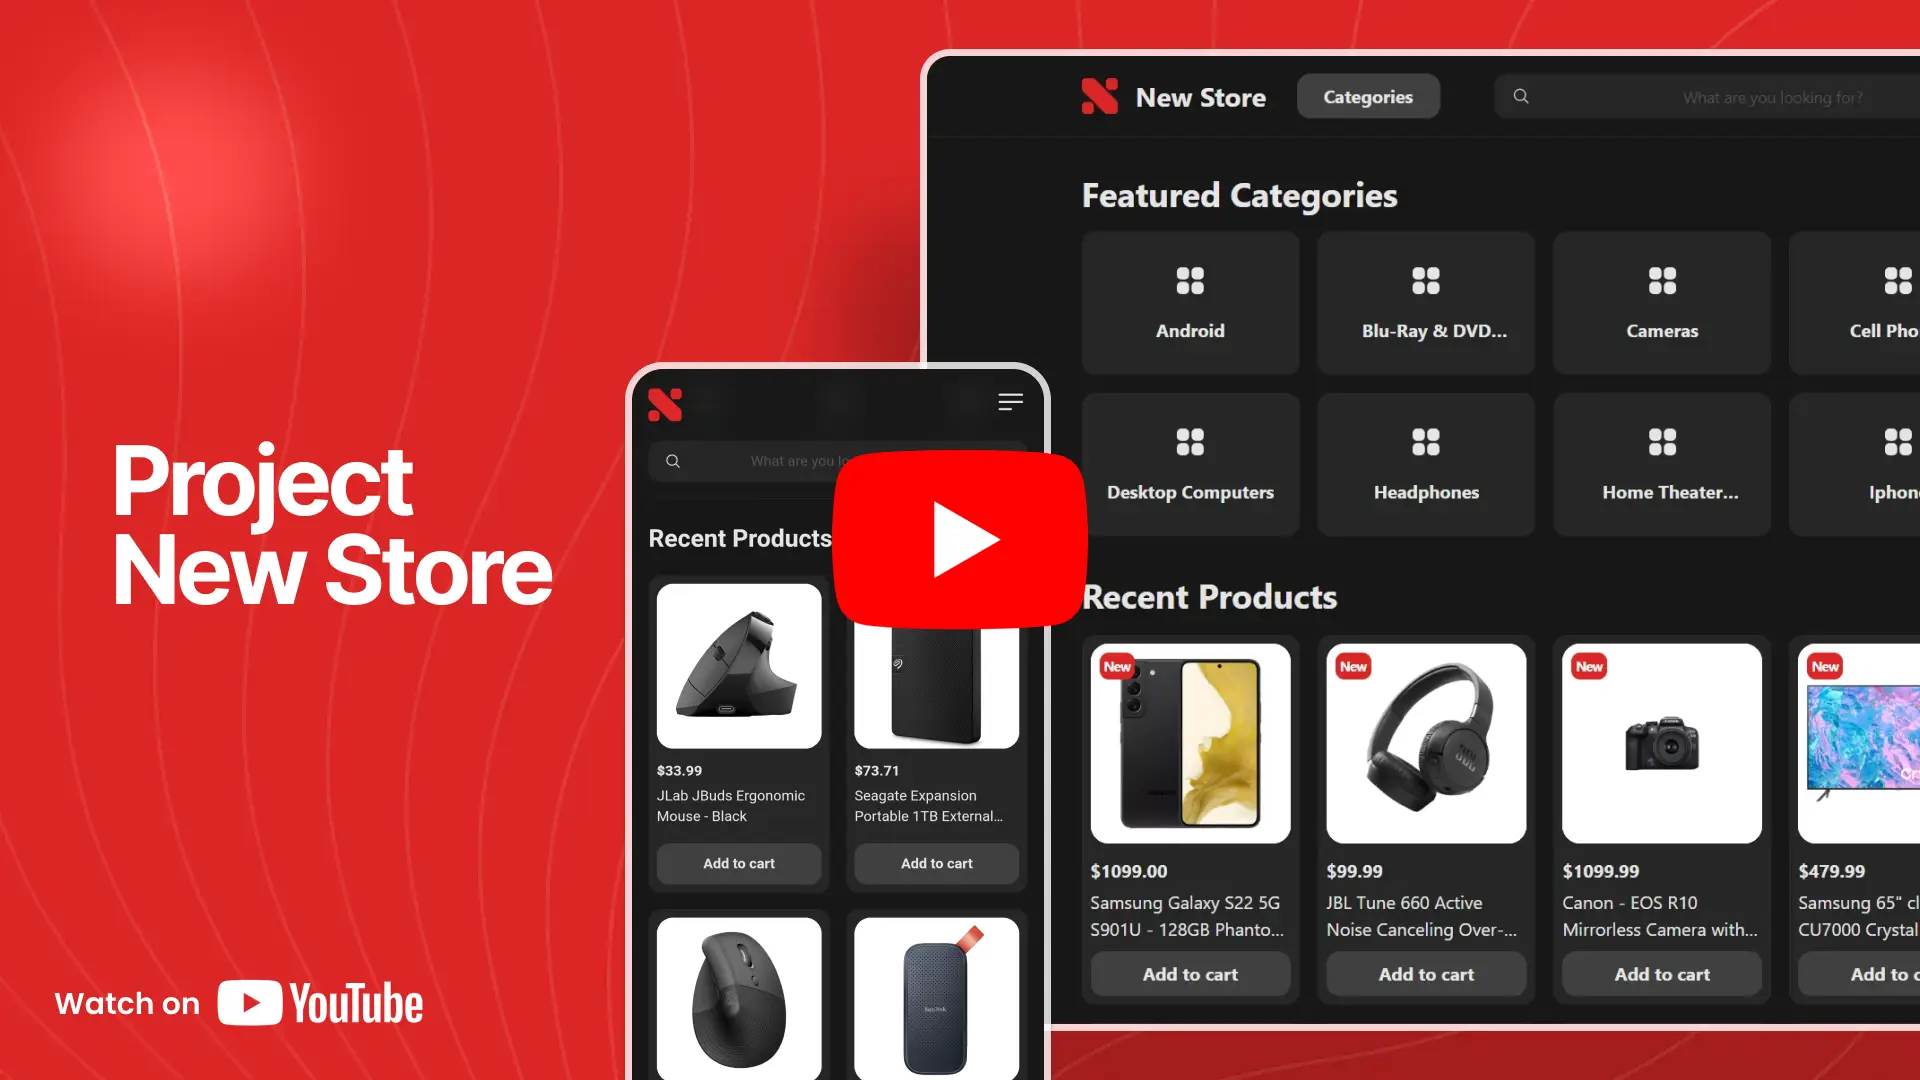 Project
New Store
Watch on YouTube
What are you lo
Recent Products
$33.99
JLab JBuds Ergonomic
Mouse - Black
Add to cart
$73.71
Seagate Expansion
Portable 1TB External...
Add to cart
SanDisk
New Store
Categories
What are you looking for?
Featured Categories
Android
Blu-Ray & DVD...
Cameras
Cell Pho
Desktop Computers
Headphones
Home Theater...
Iphon
Recent Products
New
$1099.00
Samsung Galaxy S22 5G
S901U - 128GB Phanto...
Add to cart
New
JBL
$99.99
JBL Tune 660 Active
Noise Canceling Over-...
Add to cart
New
$1099.99
Canon - EOS R10
Mirrorless Camera with...
Add to cart
New
$479.99
Samsung 65" cl
CU7000 Crystal
Add to c